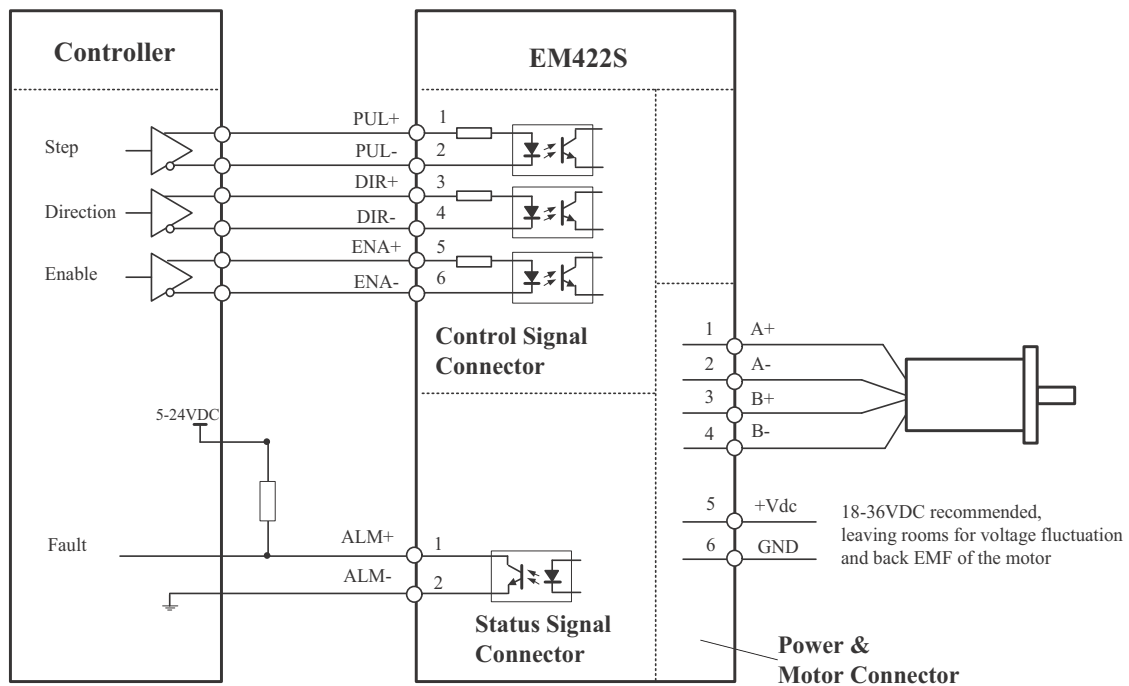 Controller
EM422S
Step
PUL+
1
PUL-
2
Direction
DIR+
3
DIR-
4
Enable
ENA+
5
ENA-
6
Control Signal
Connector
1
A+
2
A-
3
B+
4
B-
5-24VDC
5
+Vdc
6
GND
18-36VDC recommended,
leaving rooms for voltage fluctuation
and back EMF of the motor
Fault
ALM+
1
ALM-
2
Status Signal
Connector
Power &
Motor Connector